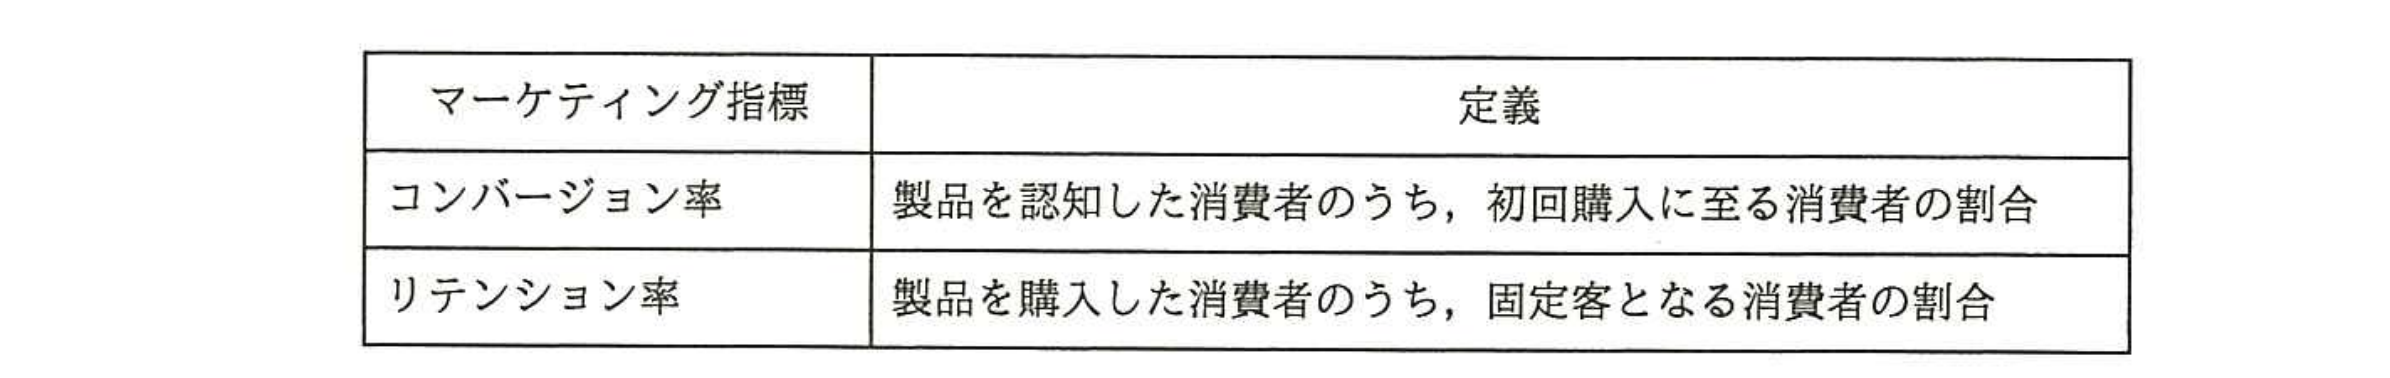 マーケティング指標
定義
コンバージョン率
製品を認知した消費者のうち，初回購入に至る消費者の割合
リテンション率
製品を購入した消費者のうち，固定客となる消費者の割合